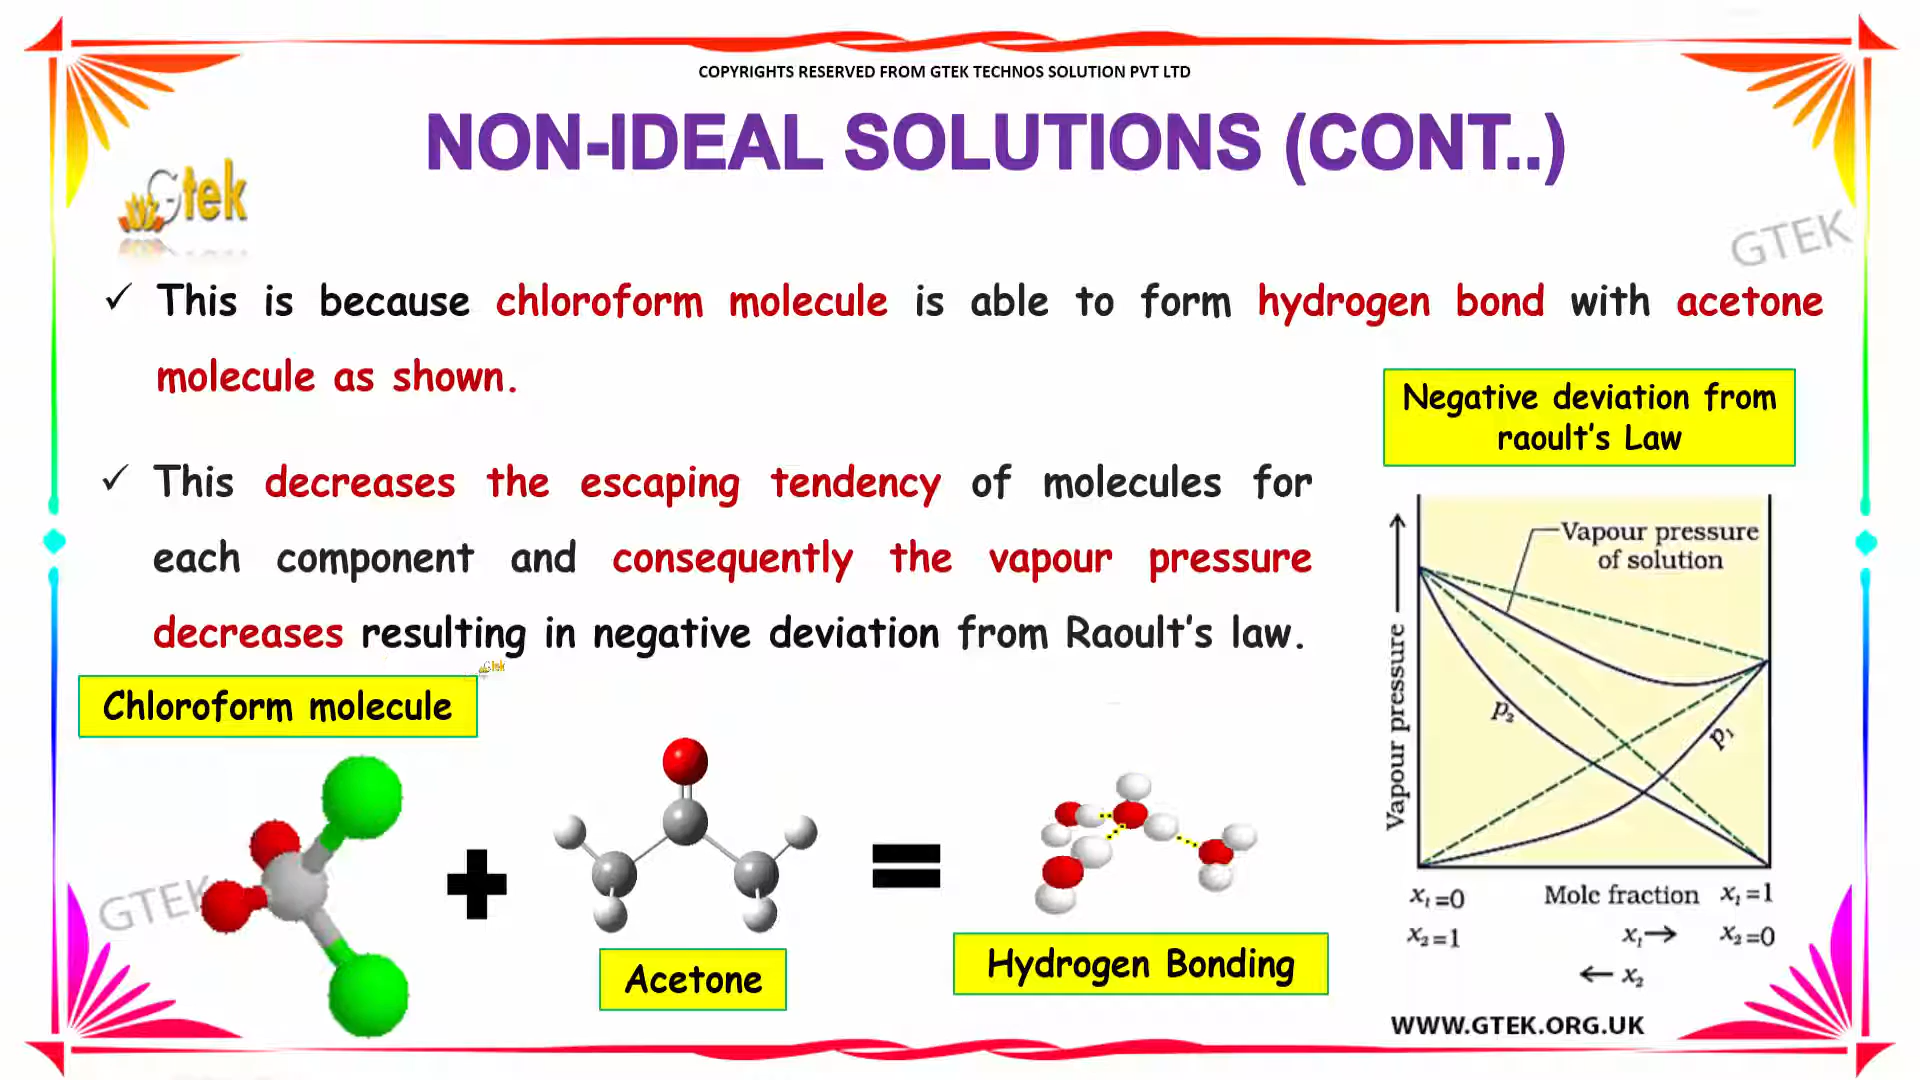 COPYRIGHTS RESERVED FROM GTEK TECHNOS SOLUTION PVT LTD
NON-IDEAL SOLUTIONS (CONT..)
Gtek
GTEK
✓ This is because chloroform molecule is able to form hydrogen bond with acetone
molecule as shown.
Negative deviation from
raoult's Law
✓ This decreases the escaping tendency of molecules for
each component and consequently the vapour pressure
decreases resulting in negative deviation from Raoult's law.
Gtek
Vapour pressure
of solution
Vapour pressure
p₂
p₁
Chloroform molecule
GTEK
Acetone
Hydrogen Bonding
x₁=0 Mole fraction x₁=1
x₂=1 x₁→ x₂=0
← x₂
WWW.GTEK.ORG.UK